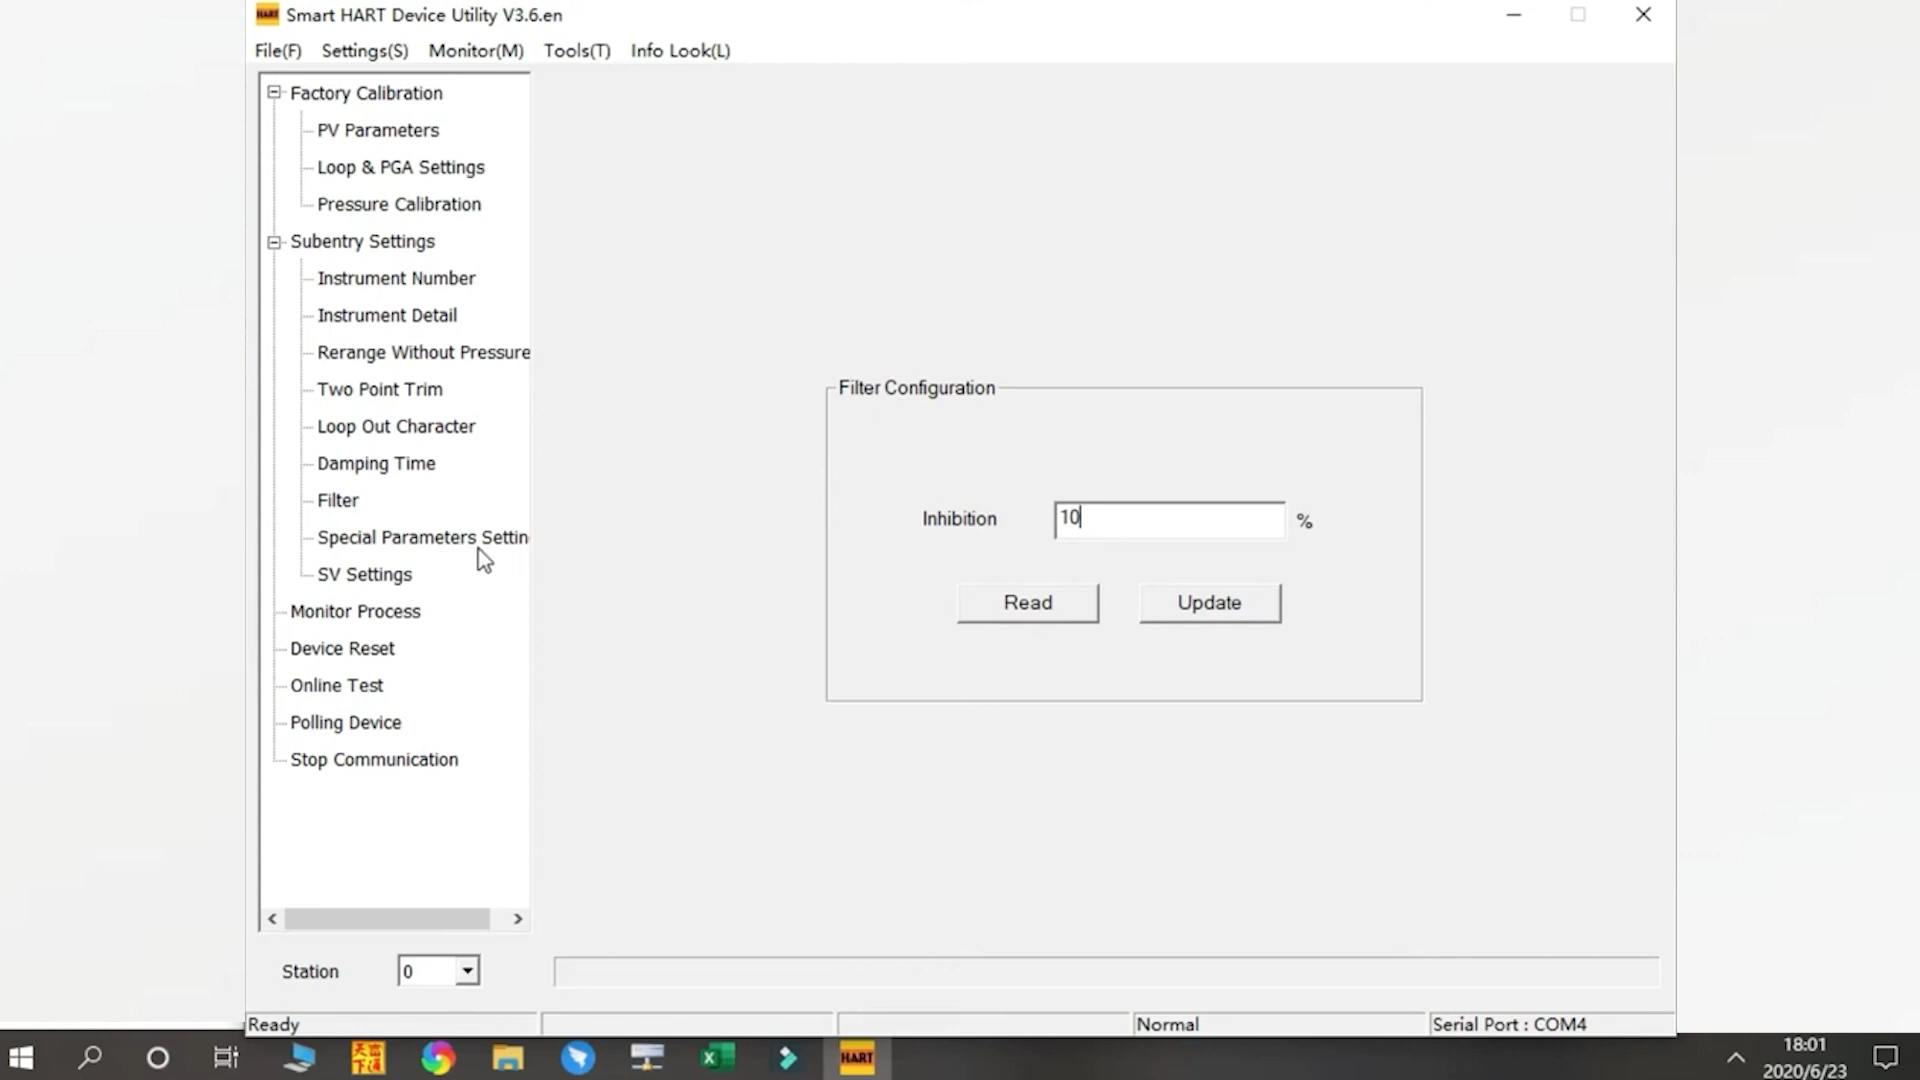 HART Smart HART Device Utility V3.6.en
File(F) Settings(S) Monitor(M) Tools(T) Info Look(L)
Factory Calibration
PV Parameters
Loop & PGA Settings
Pressure Calibration
Subentry Settings
Instrument Number
Instrument Detail
Rerange Without Pressure
Two Point Trim
Loop Out Character
Damping Time
Filter
Special Parameters Settin
SV Settings
Monitor Process
Device Reset
Online Test
Polling Device
Stop Communication
Filter Configuration
Inhibition 10 %
Read Update
Station 0
Ready Normal Serial Port : COM4
HART
18:01
2020/6/23